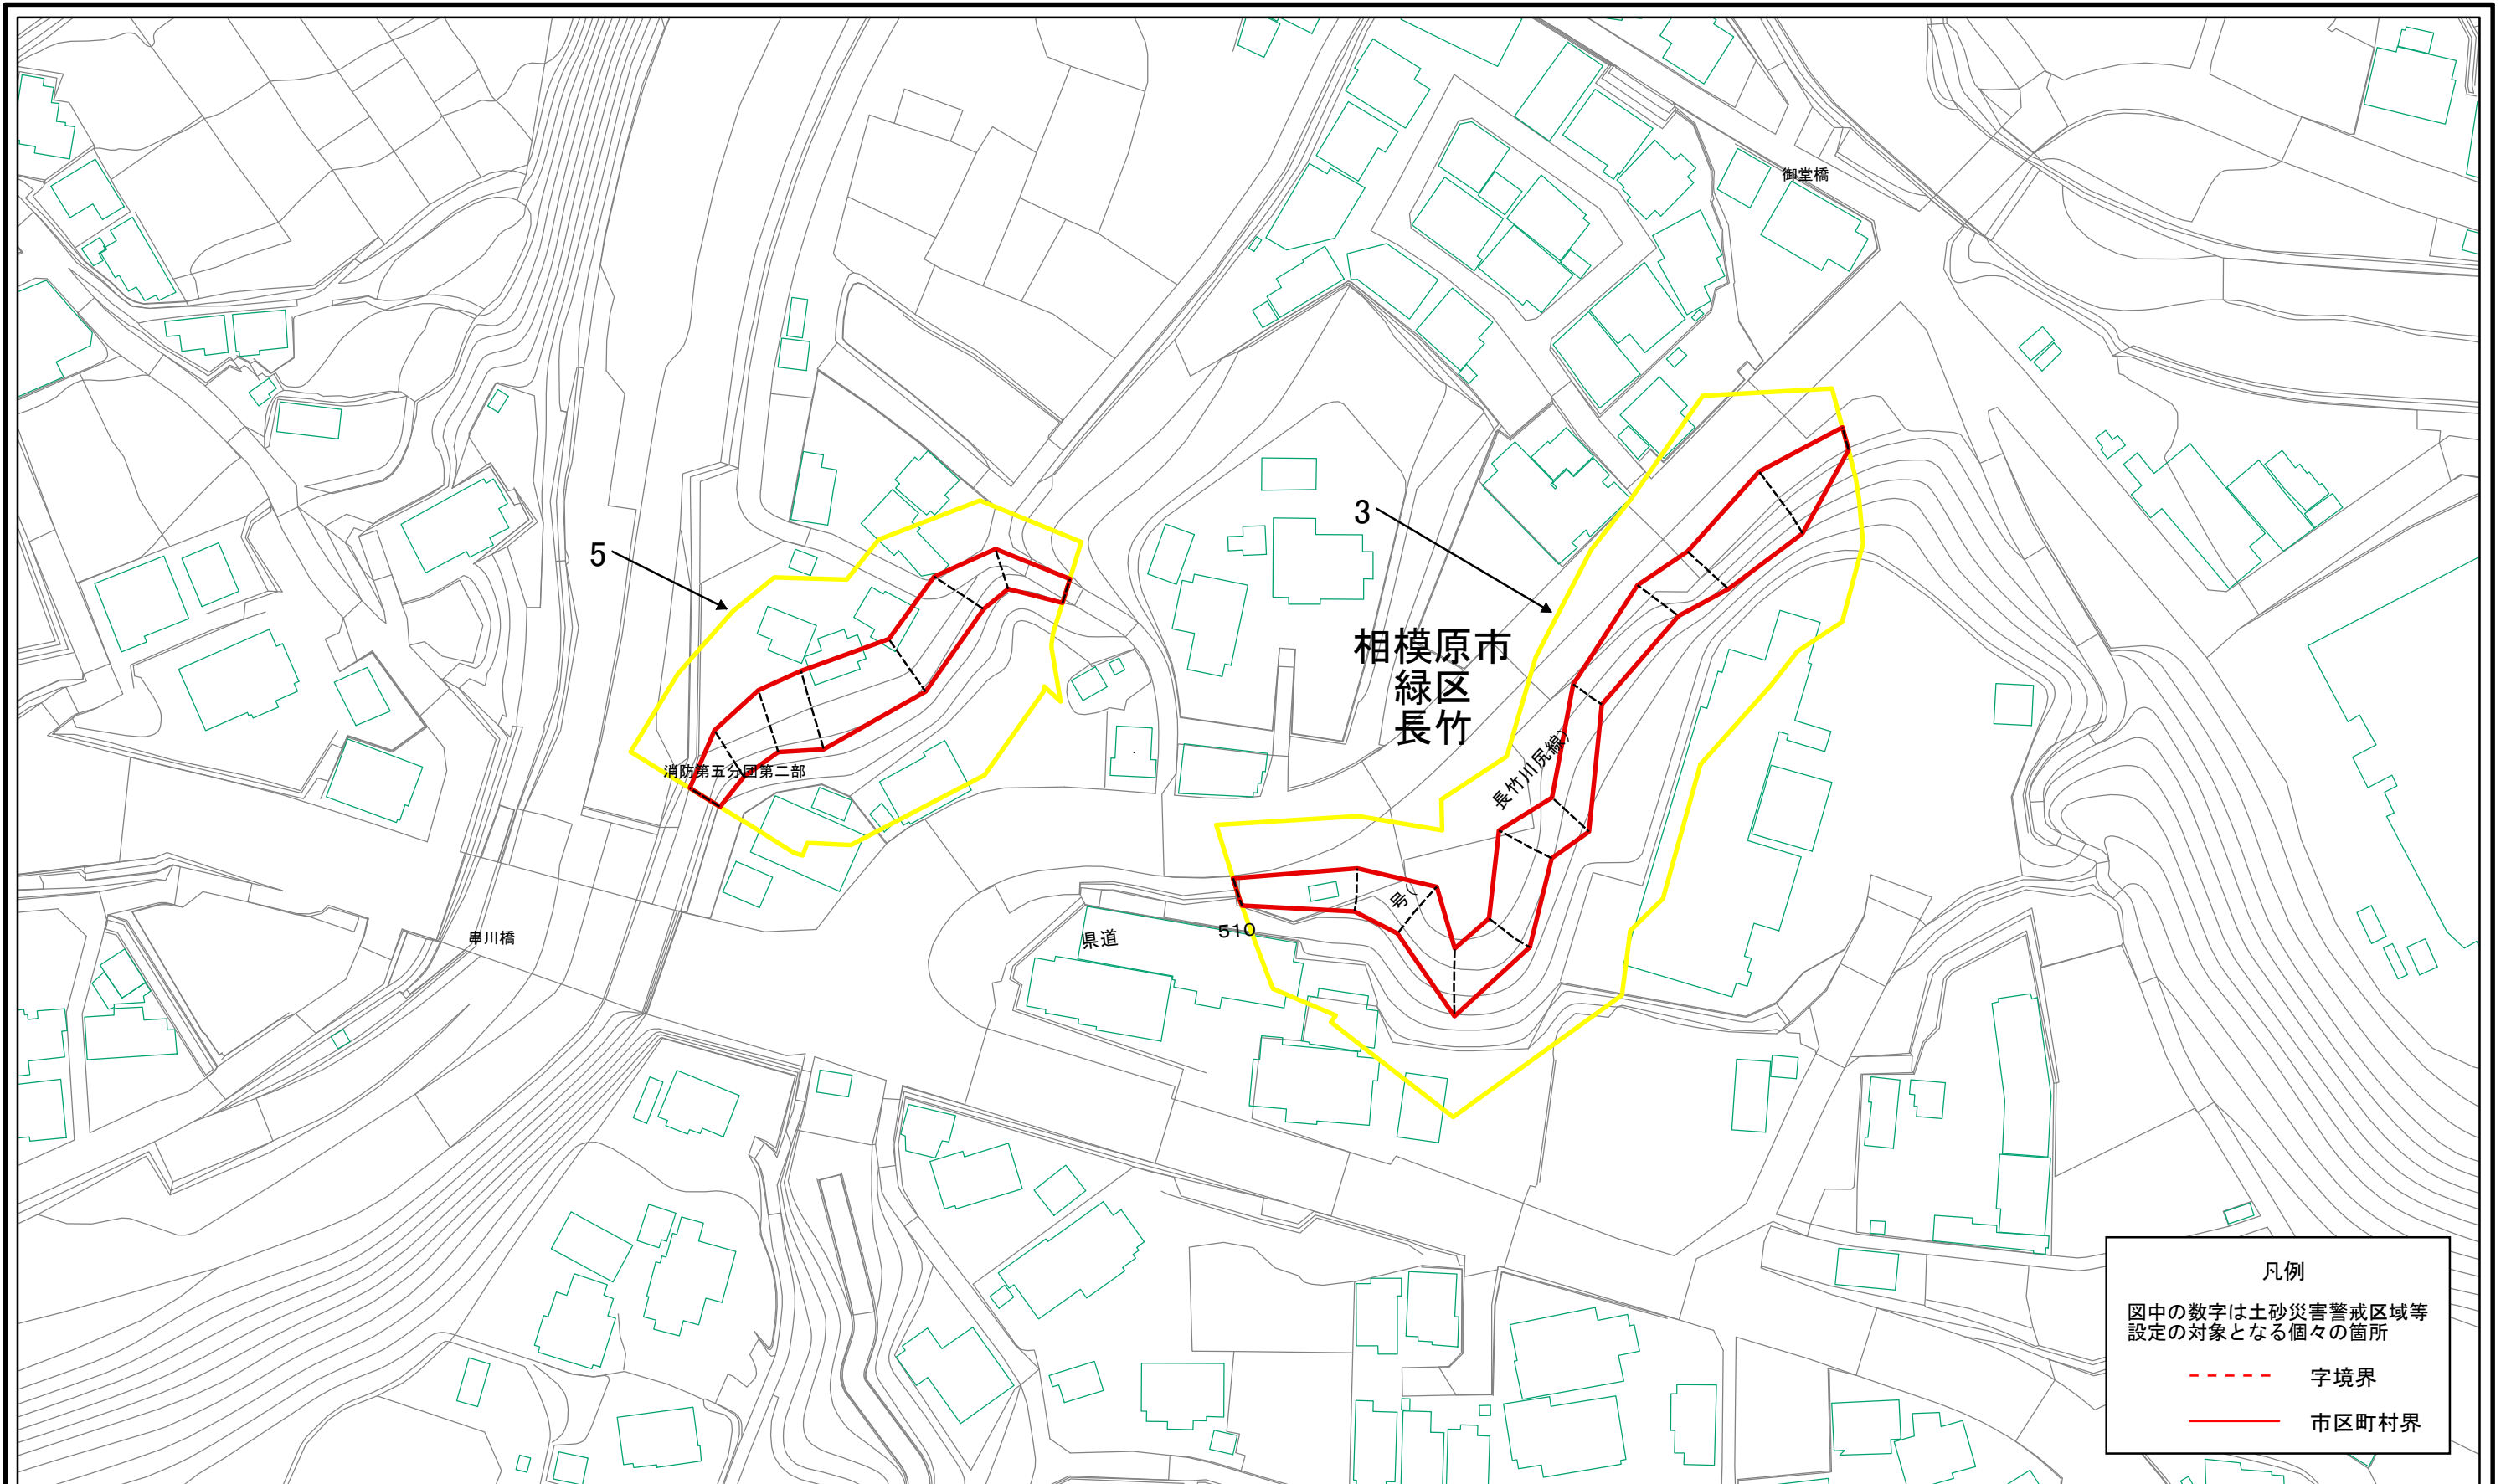 御堂橋
3
5
相模原市
緑区
長竹
長竹川尻線)
消防第五分団第二部
号(
510
県道
串川橋
凡例
図中の数字は土砂災害警戒区域等
設定の対象となる個々の箇所
字境界
市区町村界